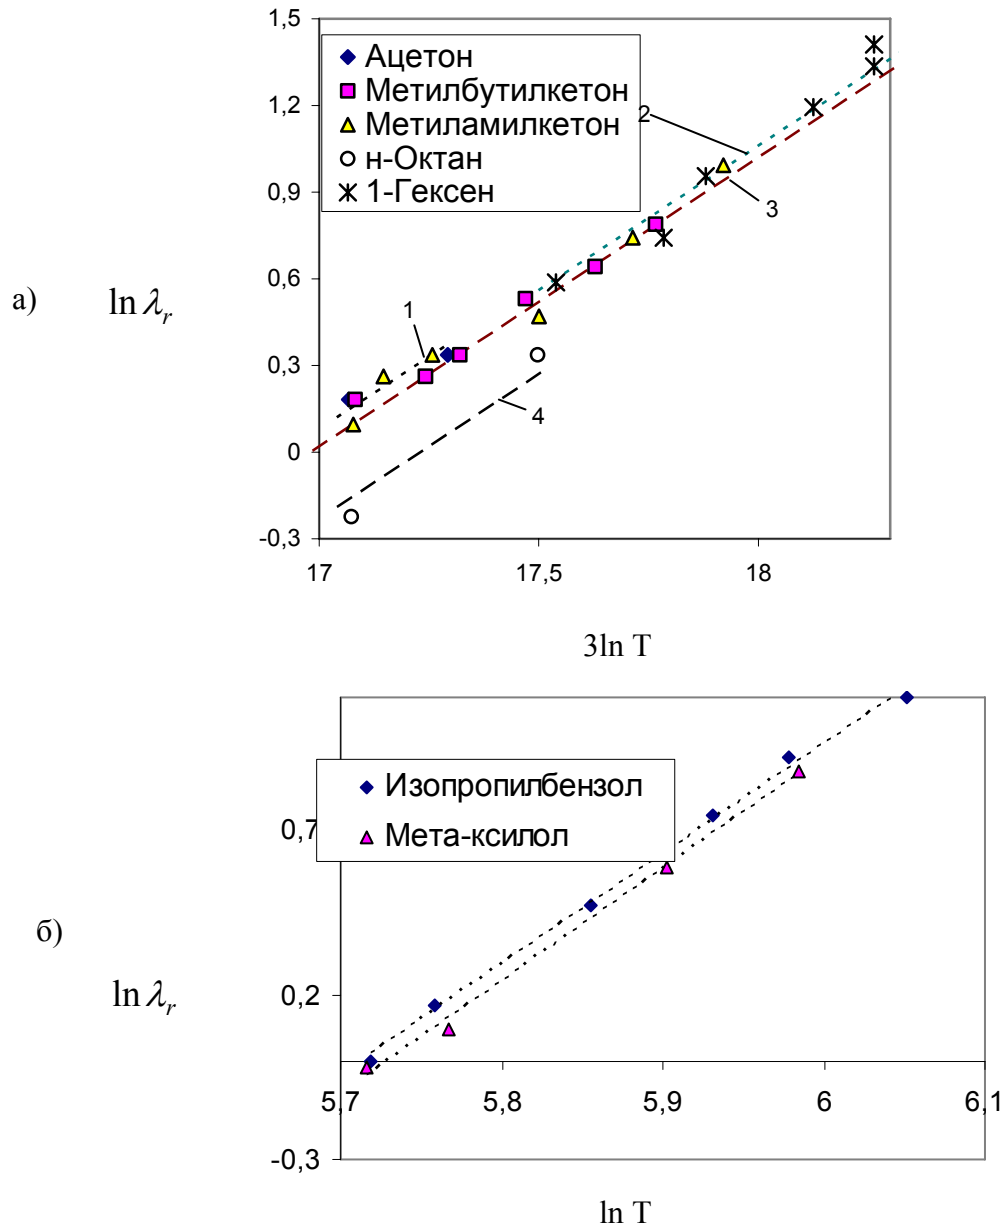 1,5
Ацетон
Метилбутилкетон
Метиламилкетон
н-Октан
1-Гексен
1,2
2
0,9
3
0,6
а)
ln λr
1
0,3
4
0
-0,3
17
17,5
18
3ln T
Изопропилбензол
0,7
Мета-ксилол
б)
ln λr
0,2
5,7
5,8
5,9
6
6,1
-0,3
ln T